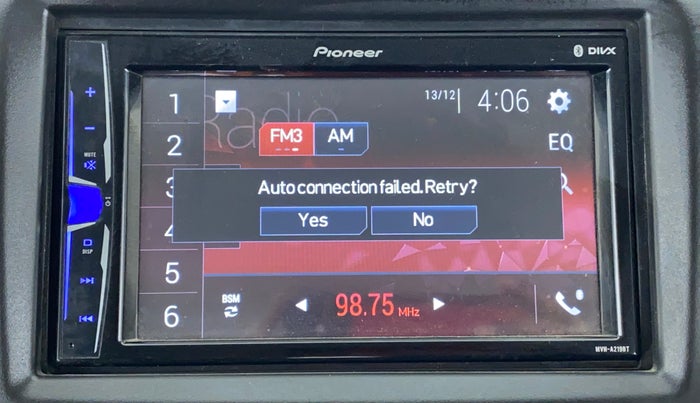 Pioneer
DIVX
1
Radio
13/12
4:06
2
FM3
AM
EQ
MUTE
3
Auto connection failed. Retry?
Yes
No
4
DISP
5
6
BSM
98.75 MHz
MVH-A219BT